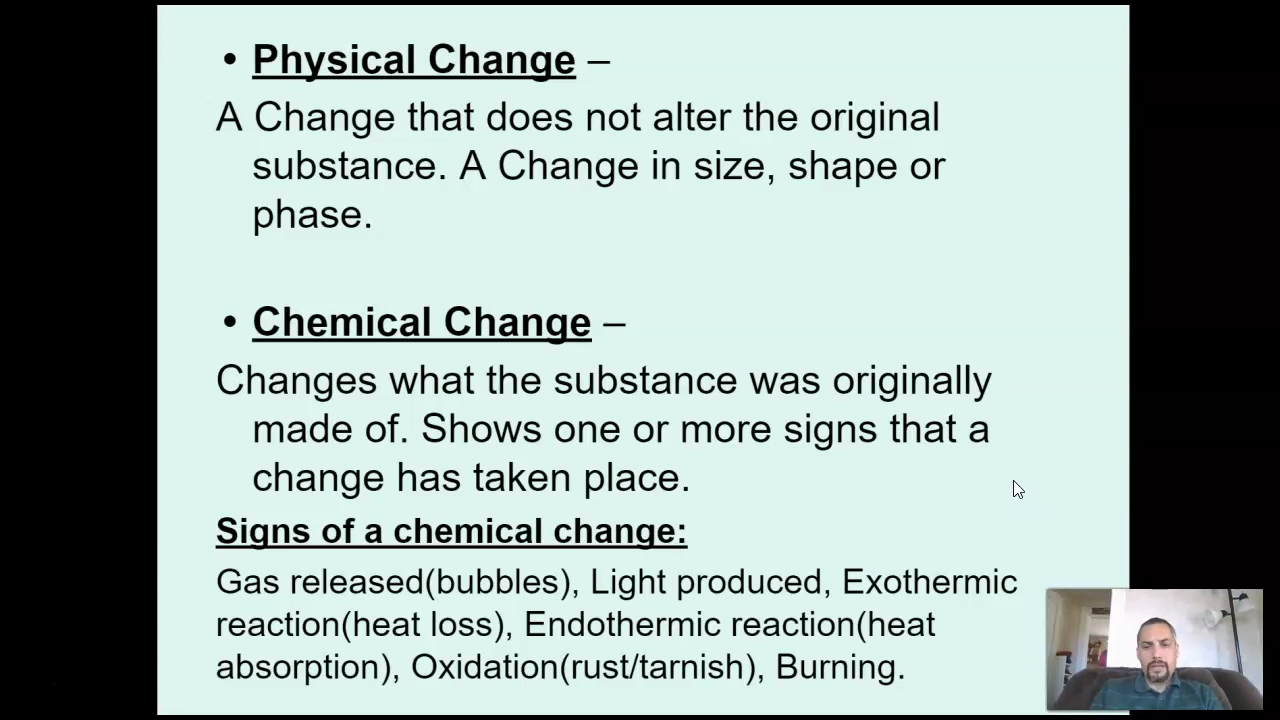 • Physical Change –
A Change that does not alter the original
substance. A Change in size, shape or
phase.
• Chemical Change –
Changes what the substance was originally
made of. Shows one or more signs that a
change has taken place.
Signs of a chemical change:
Gas released(bubbles), Light produced, Exothermic
reaction(heat loss), Endothermic reaction(heat
absorption), Oxidation(rust/tarnish), Burning.